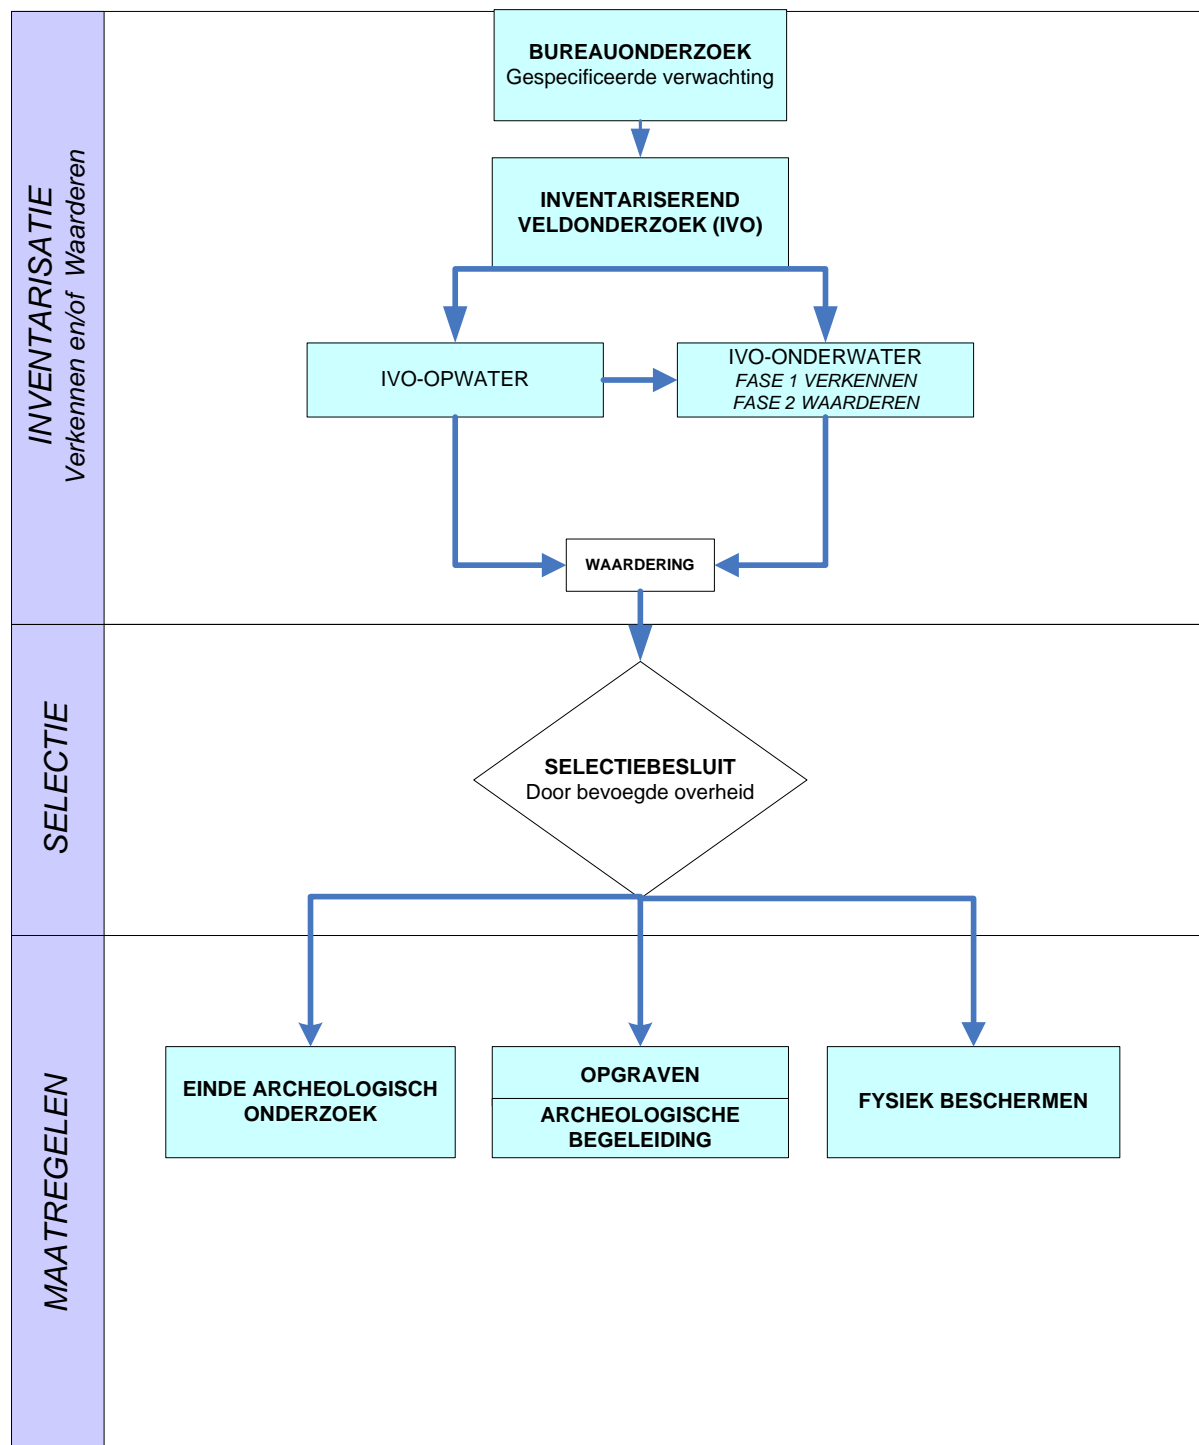 INVENTARISATIE
Verkennen en/of Waarderen
BUREAUONDERZOEK
Gespecificeerde verwachting
INVENTARISEREND
VELDONDERZOEK (IVO)
IVO-OPWATER
IVO-ONDERWATER
FASE 1 VERKENNEN
FASE 2 WAARDEREN
WAARDERING
SELECTIE
SELECTIEBESLUIT
Door bevoegde overheid
MAATREGELEN
EINDE ARCHEOLOGISCH
ONDERZOEK
OPGRAVEN
ARCHEOLOGISCHE
BEGELEIDING
FYSIEK BESCHERMEN